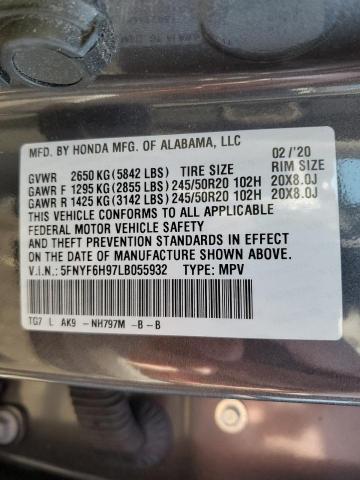 MFD. BY HONDA MFG. OF ALABAMA, LLC
02/'20
GVWR 2650 KG (5842 LBS) TIRE SIZE RIM SIZE
GAWR F 1295 KG (2855 LBS) 245/50R20 102H 20X8.0J
GAWR R 1425 KG (3142 LBS) 245/50R20 102H 20X8.0J
THIS VEHICLE CONFORMS TO ALL APPLICABLE
FEDERAL MOTOR VEHICLE SAFETY
AND THEFT PREVENTION STANDARDS IN EFFECT
ON THE DATE OF MANUFACTURE SHOWN ABOVE.
V.I.N.: 5FNYF6H97LB055932 TYPE: MPV
TG7 L AK9 -NH797M -B-B